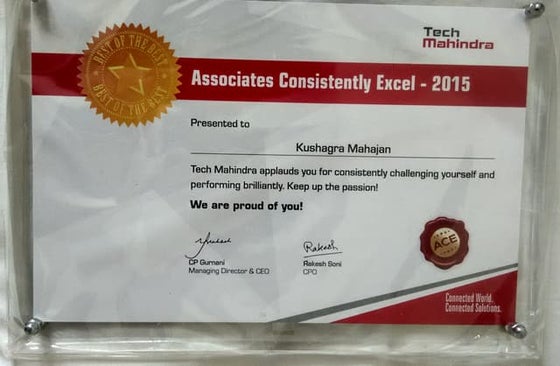 Tech
Mahindra
BEST OF THE BEST
BEST OF THE BEST
Associates Consistently Excel - 2015
Presented to
Kushagra Mahajan
Tech Mahindra applauds you for consistently challenging yourself and
performing brilliantly. Keep up the passion!
We are proud of you!
Rakesh
CP Gurnani
Managing Director & CEO
Rakesh Soni
CPO
ACE
Connected World.
Connected Solutions.